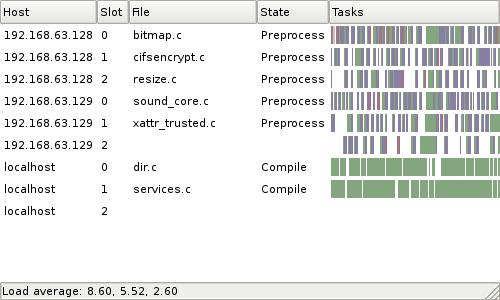 Host Slot File State Tasks
192.168.63.128 0 bitmap.c Preprocess
192.168.63.128 1 cifsencrypt.c Preprocess
192.168.63.128 2 resize.c Preprocess
192.168.63.129 0 sound_core.c Preprocess
192.168.63.129 1 xattr_trusted.c Preprocess
192.168.63.129 2
localhost 0 dir.c Compile
localhost 1 services.c Compile
localhost 2
Load average: 8.60, 5.52, 2.60